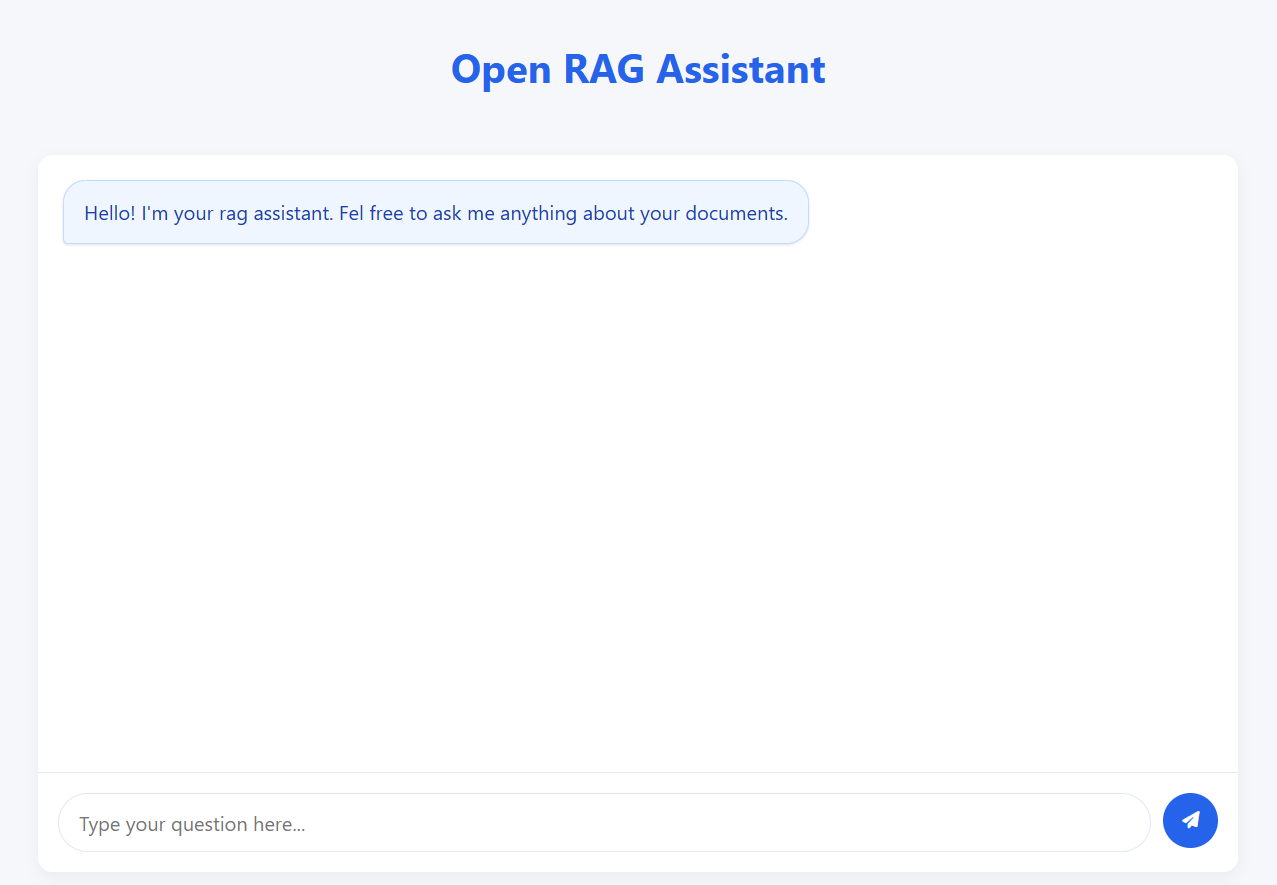 Open RAG Assistant
Hello! I'm your rag assistant. Fel free to ask me anything about your documents.
Type your question here...